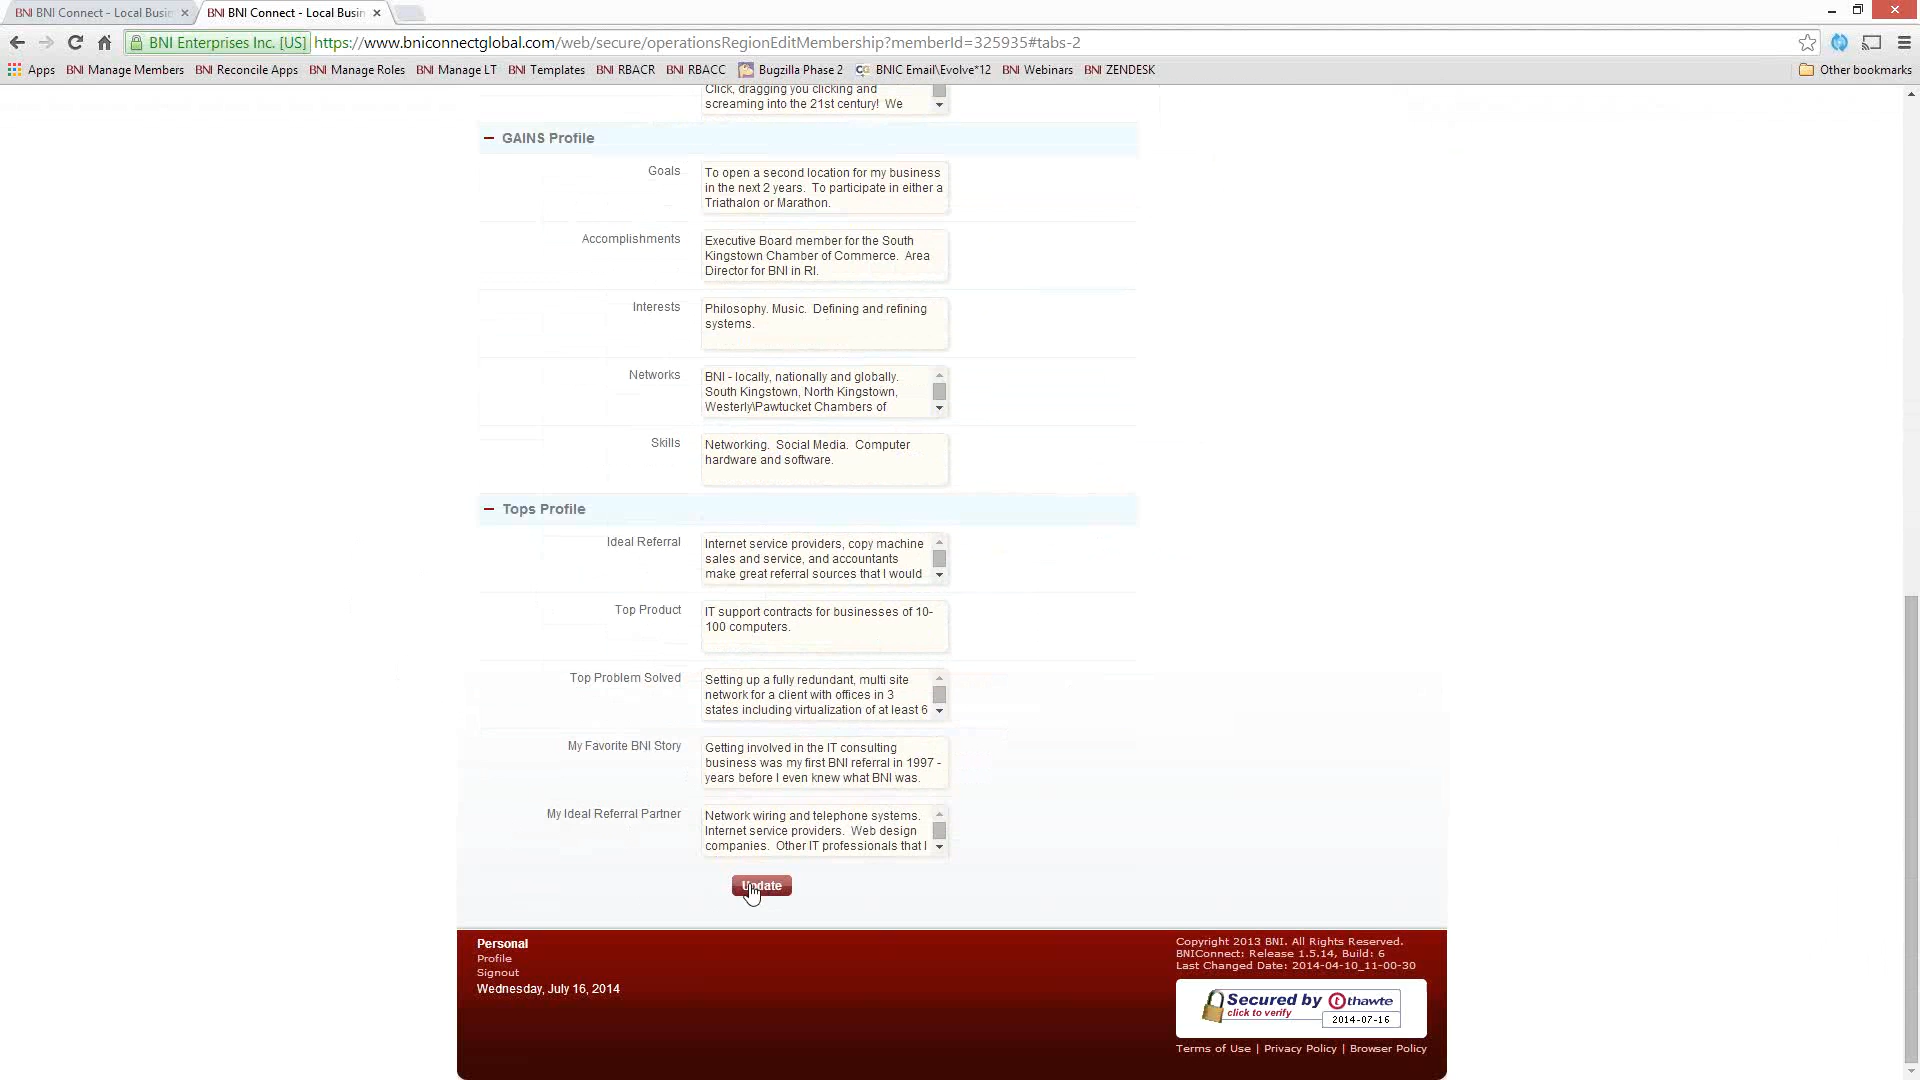 BNI BNI Connect - Local Busin
BNI BNI Connect - Local Busin
BNI Enterprises Inc. [US] https://www.bniconnectglobal.com/web/secure/operationsRegionEditMembership?memberId=325935#tabs-2
Apps BNI BNI Manage Members BNI BNI Reconcile Apps BNI BNI Manage Roles BNI BNI Manage LT BNI BNI Templates BNI BNI RBACR BNI BNI RBACC Bugzilla Phase 2 BNIC Email\Evolve*12 BNI BNI Webinars BNI BNI ZENDESK Other bookmarks
Click, dragging you clicking and
screaming into the 21st century! We
GAINS Profile
Goals
To open a second location for my business
in the next 2 years. To participate in either a
Triathalon or Marathon.
Accomplishments
Executive Board member for the South
Kingstown Chamber of Commerce. Area
Director for BNI in RI.
Interests
Philosophy. Music. Defining and refining
systems.
Networks
BNI - locally, nationally and globally.
South Kingstown, North Kingstown,
Westerly\Pawtucket Chambers of
Skills
Networking. Social Media. Computer
hardware and software.
Tops Profile
Ideal Referral
Internet service providers, copy machine
sales and service, and accountants
make great referral sources that I would
Top Product
IT support contracts for businesses of 10-
100 computers.
Top Problem Solved
Setting up a fully redundant, multi site
network for a client with offices in 3
states including virtualization of at least 6
My Favorite BNI Story
Getting involved in the IT consulting
business was my first BNI referral in 1997 -
years before I even knew what BNI was.
My Ideal Referral Partner
Network wiring and telephone systems.
Internet service providers. Web design
companies. Other IT professionals that I
Update
Personal
Profile
Signout
Wednesday, July 16, 2014
Copyright 2013 BNI. All Rights Reserved.
BNIConnect: Release 1.5.14, Build: 6
Last Changed Date: 2014-04-10_11-00-30
Secured by thawte
click to verify
2014-07-16
Terms of Use | Privacy Policy | Browser Policy